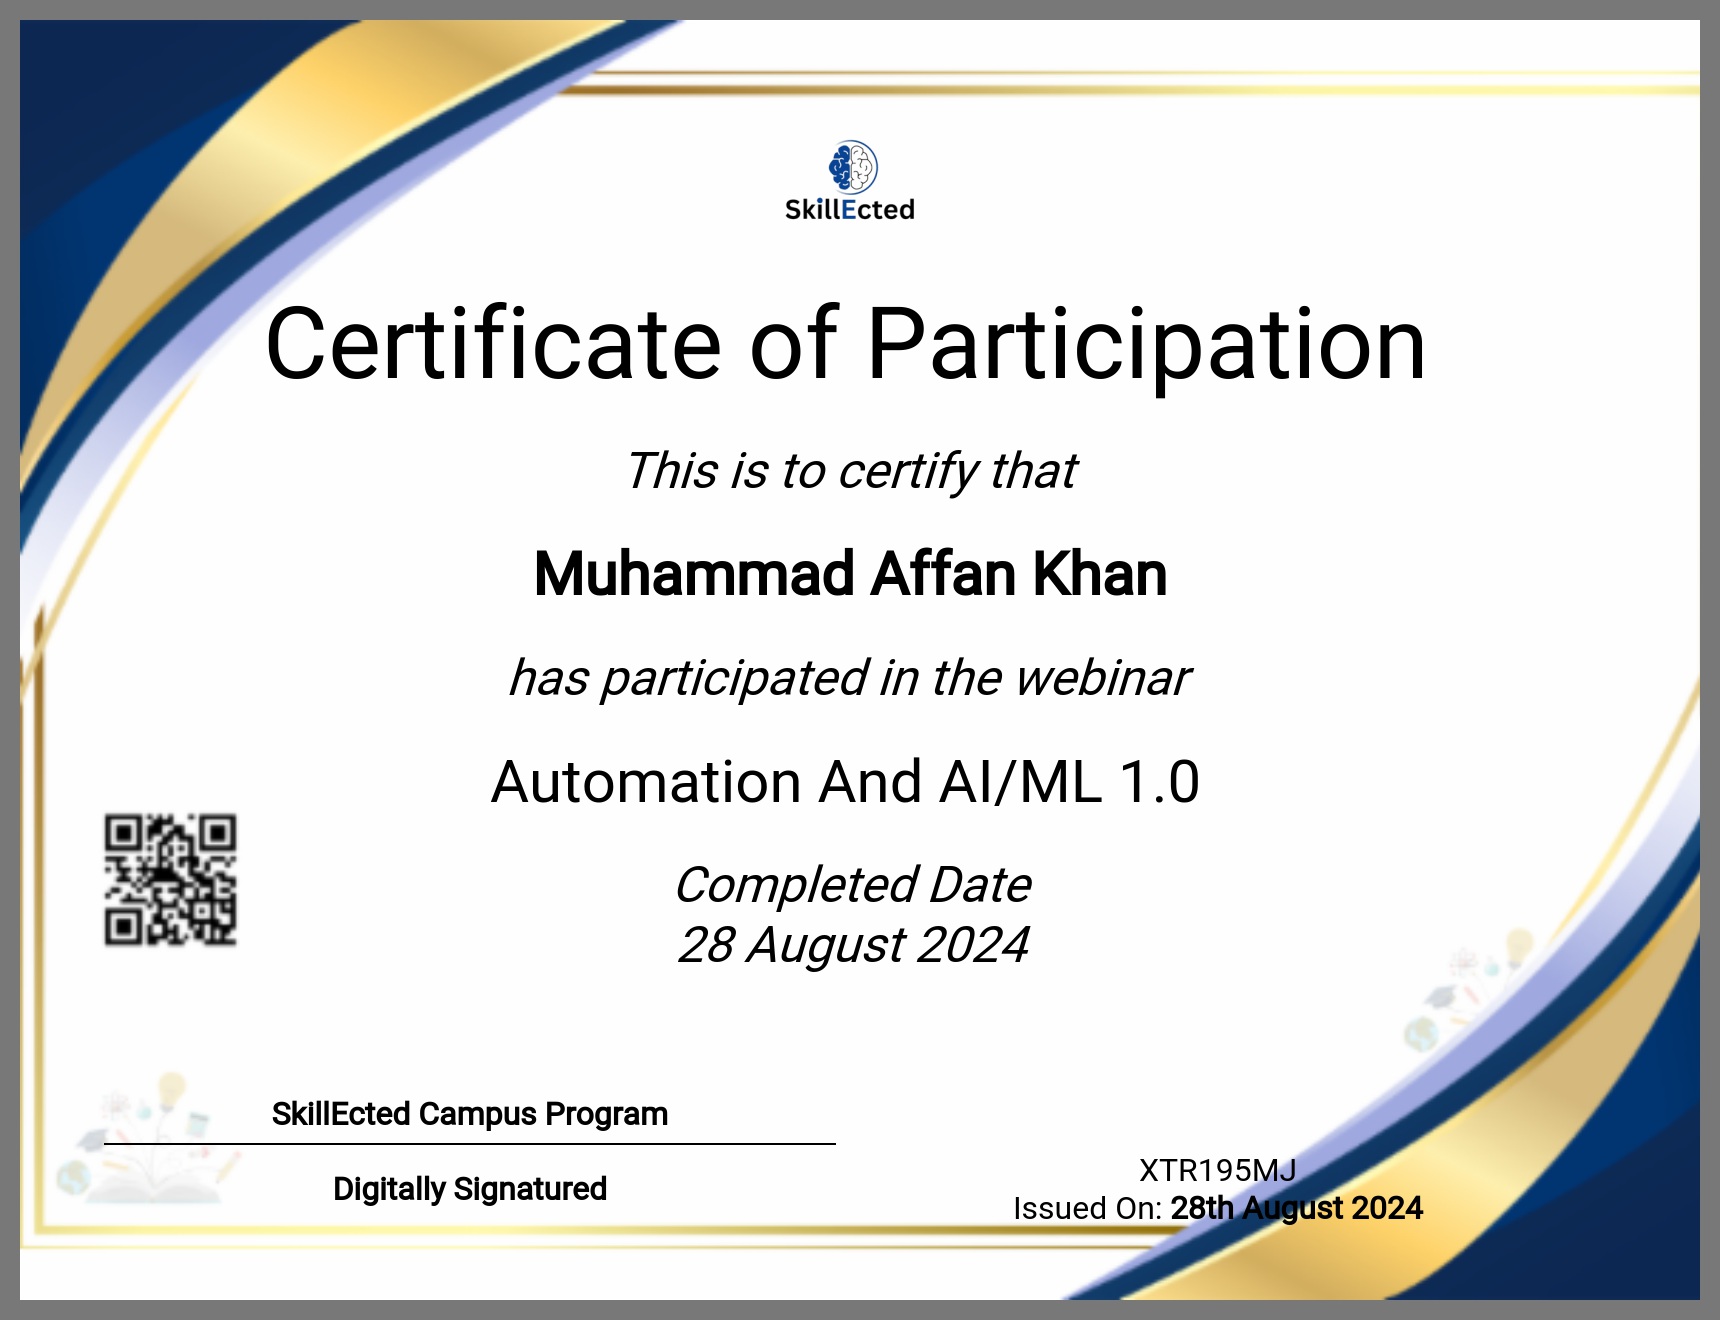 SkillEcted
Certificate of Participation
This is to certify that
Muhammad Affan Khan
has participated in the webinar
Automation And AI/ML 1.0
Completed Date
28 August 2024
SkillEcted Campus Program
Digitally Signatured
XTR195MJ
Issued On: 28th August 2024